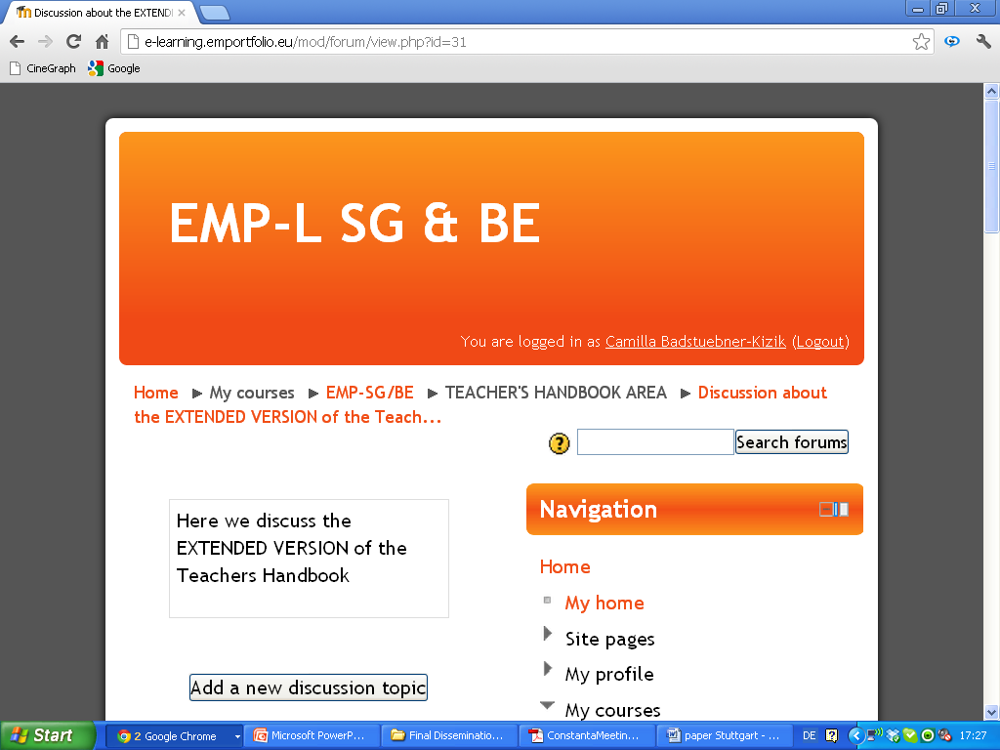 Discussion about the EXTEND
e-learning.emportfolio.eu/mod/forum/view.php?id=31
CineGraph Google
EMP-L SG & BE
You are logged in as Camilla Badstuebner-Kizik (Logout)
Home ► My courses ► EMP-SG/BE ► TEACHER'S HANDBOOK AREA ► Discussion about
the EXTENDED VERSION of the Teach...
? Search forums
Navigation
Here we discuss the
EXTENDED VERSION of the
Teachers Handbook
Home
My home
Site pages
My profile
My courses
Add a new discussion topic
Start 2 Google Chrome Microsoft PowerP... Final Disseminatio... ConstantaMeetin... paper Stuttgart - ... DE ? 17:27